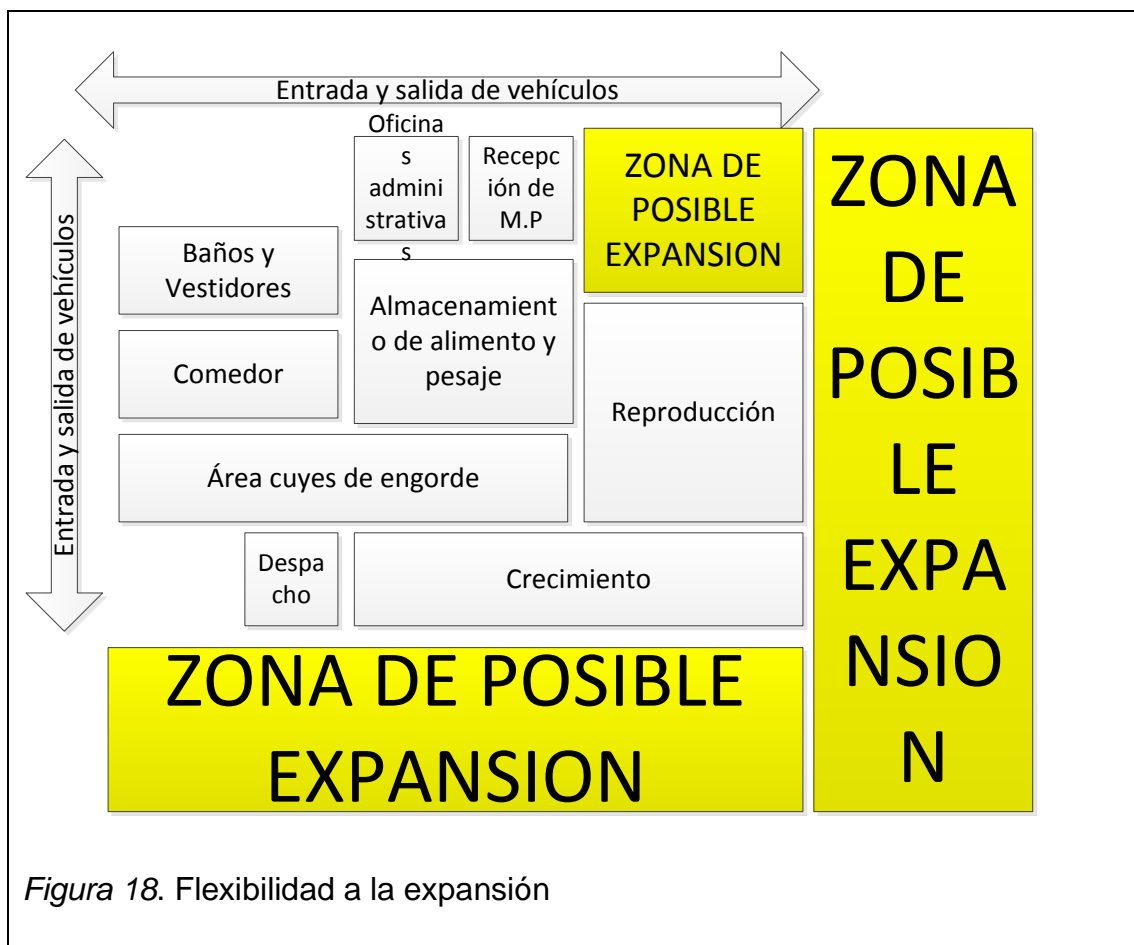 Entrada y salida de vehículos
Entrada y salida de vehículos
Oficina
s
admini
strativa
s
Recepc
ión de
M.P
ZONA DE
POSIBLE
EXPANSION
ZONA
DE
POSIB
LE
EXPA
NSIO
N
Baños y
Vestidores
Almacenamient
o de alimento y
pesaje
Comedor
Reproducción
Área cuyes de engorde
Despa
cho
Crecimiento
ZONA DE POSIBLE
EXPANSION
Figura 18. Flexibilidad a la expansión